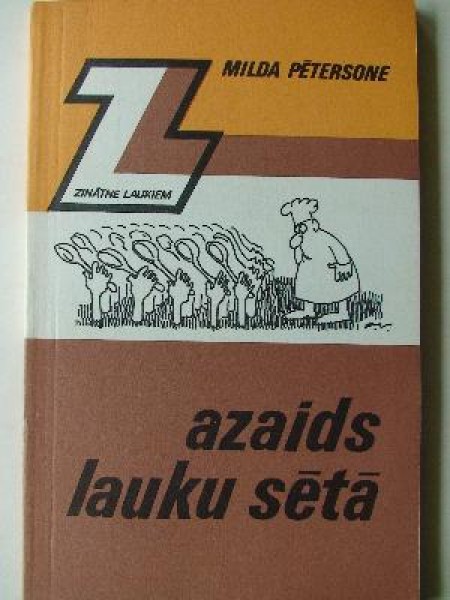 MILDA PĒTERSONE
ZINĀTNE LAUKIEM
azaids
lauku sētā